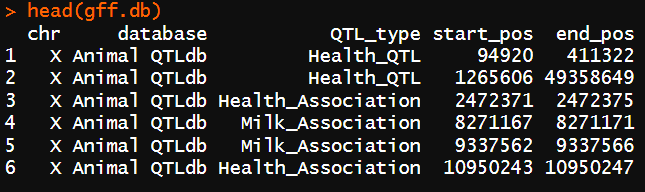 > head(gff.db)
chr database QTL_type start_pos end_pos
1 X Animal QTLdb Health_QTL 94920 411322
2 X Animal QTLdb Health_QTL 1265606 49358649
3 X Animal QTLdb Health_Association 2472371 2472375
4 X Animal QTLdb Milk_Association 8271167 8271171
5 X Animal QTLdb Milk_Association 9337562 9337566
6 X Animal QTLdb Health_Association 10950243 10950247